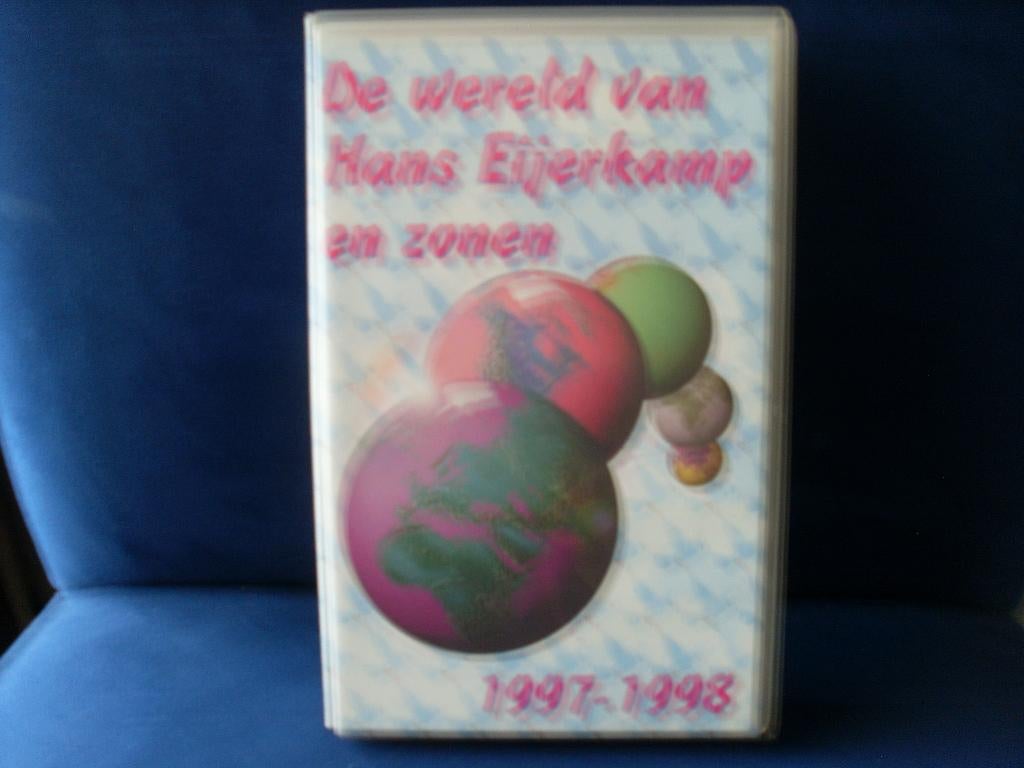 De wereld van
Hans Eijerkamp
en zonen
1997-1998